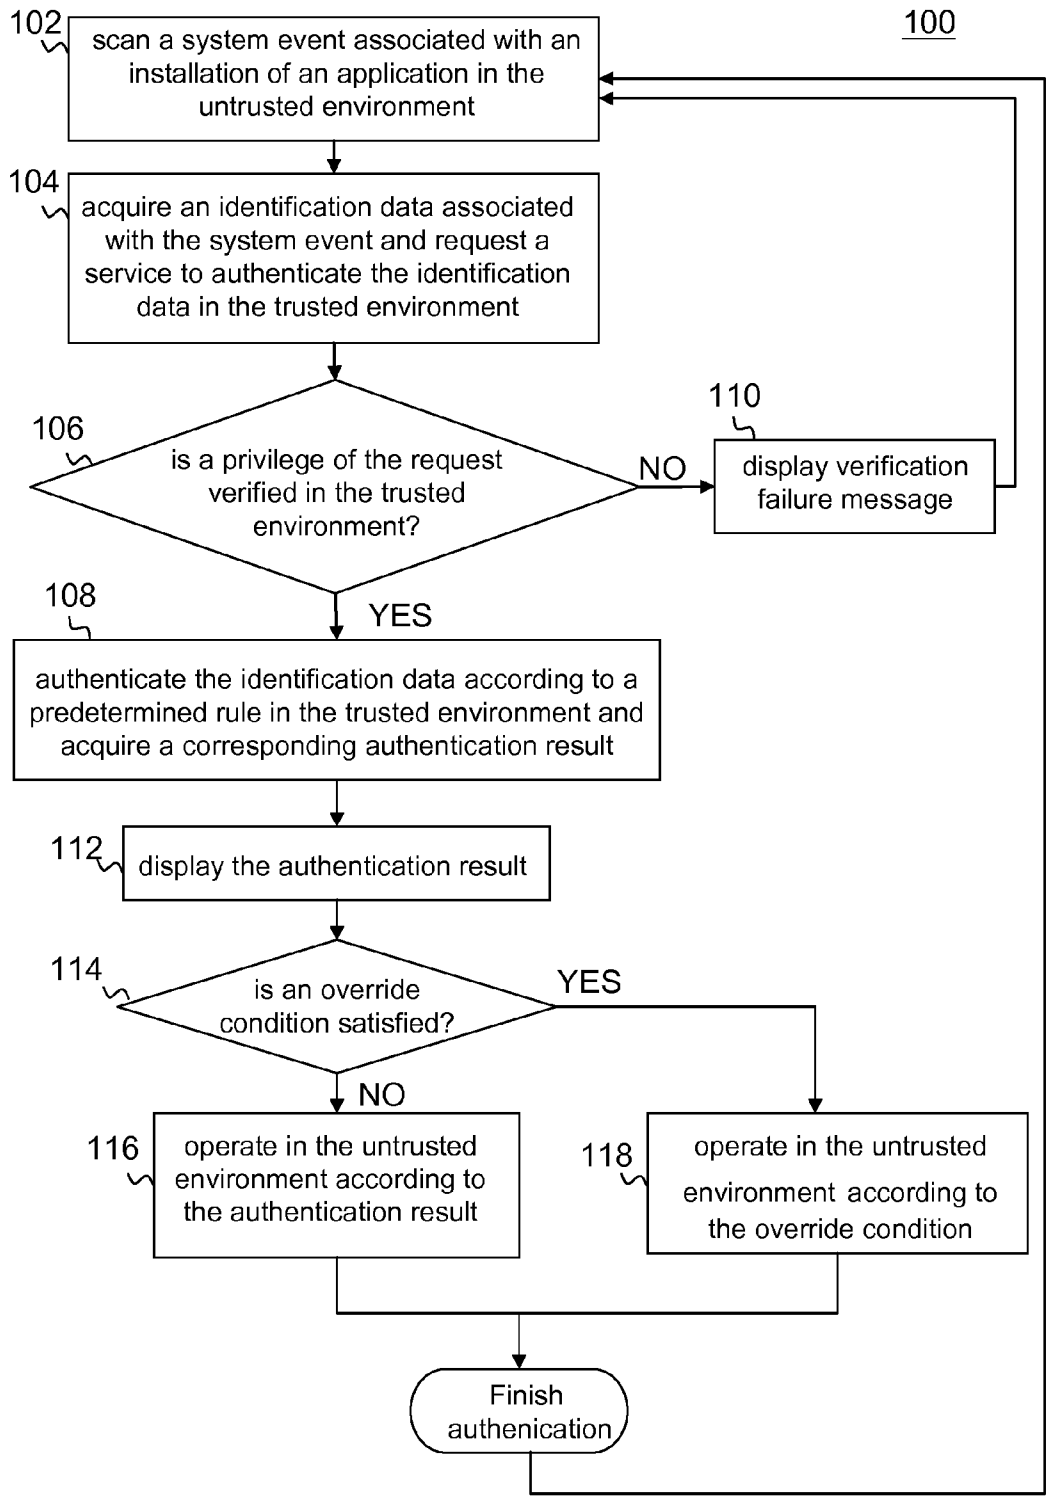 100
102
scan a system event associated with an
installation of an application in the
untrusted environment
104
acquire an identification data associated
with the system event and request a
service to authenticate the identification
data in the trusted environment
106
is a privilege of the request
verified in the trusted
environment?
NO
110
display verification
failure message
YES
108
authenticate the identification data according to a
predetermined rule in the trusted environment and
acquire a corresponding authentication result
112
display the authentication result
114
is an override
condition satisfied?
YES
NO
116
operate in the untrusted
environment according to
the authentication result
118
operate in the untrusted
environment according to
the override condition
Finish
authenication